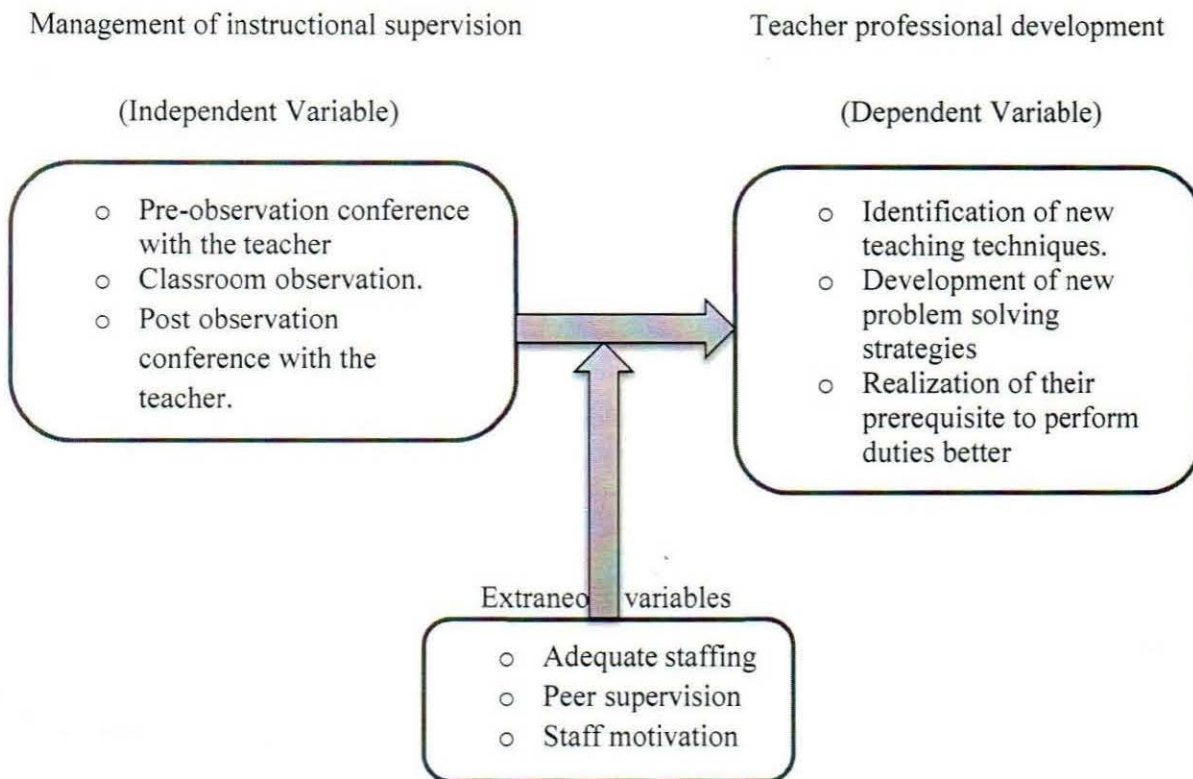 Management of instructional supervision
Teacher professional development
(Independent Variable)
(Dependent Variable)
○ Pre-observation conference
with the teacher
○ Classroom observation.
○ Post observation
conference with the
teacher.
○ Identification of new
teaching techniques.
○ Development of new
problem solving
strategies
○ Realization of their
prerequisite to perform
duties better
Extraneo variables
○ Adequate staffing
○ Peer supervision
○ Staff motivation